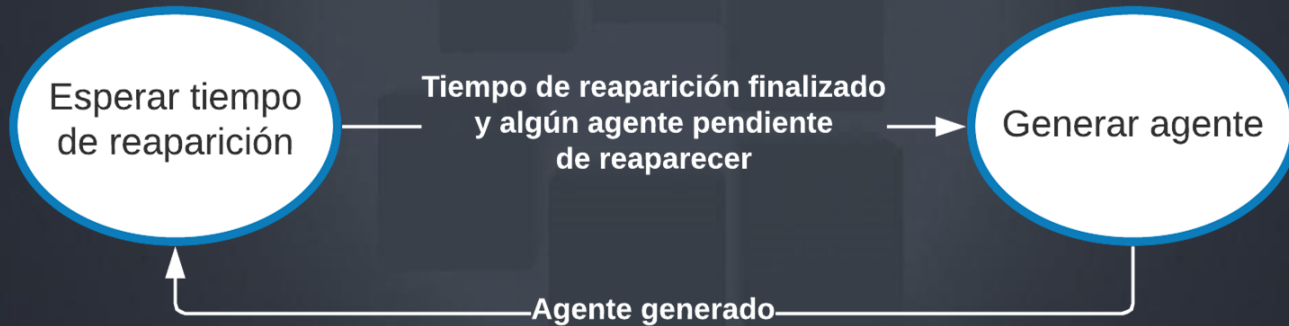 Esperar tiempo
de reaparición
Tiempo de reaparición finalizado
y algún agente pendiente
de reaparecer
Generar agente
Agente generado